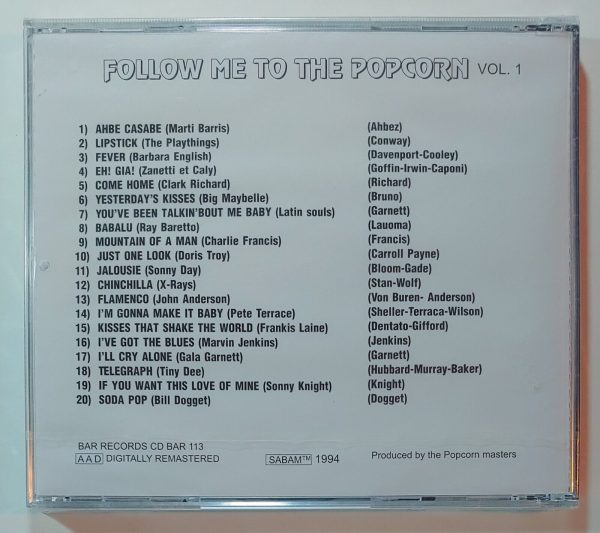 FOLLOW ME TO THE POPCORN VOL. 1
1) AHBE CASABE (Marti Barris) (Ahbez)
2) LIPSTICK (The Playthings) (Conway)
3) FEVER (Barbara English) (Davenport-Cooley)
4) EH! GIA! (Zanetti et Caly) (Goffin-Irwin-Caponi)
5) COME HOME (Clark Richard) (Richard)
6) YESTERDAY'S KISSES (Big Maybelle) (Bruno)
7) YOU'VE BEEN TALKIN'BOUT ME BABY (Latin souls) (Garnett)
8) BABALU (Ray Baretto) (Lauoma)
9) MOUNTAIN OF A MAN (Charlie Francis) (Francis)
10) JUST ONE LOOK (Doris Troy) (Carroll Payne)
11) JALOUSIE (Sonny Day) (Bloom-Gade)
12) CHINCHILLA (X-Rays) (Stan-Wolf)
13) FLAMENCO (John Anderson) (Von Buren- Anderson)
14) I'M GONNA MAKE IT BABY (Pete Terrace) (Sheller-Terraca-Wilson)
15) KISSES THAT SHAKE THE WORLD (Frankis Laine) (Dentato-Gifford)
16) I'VE GOT THE BLUES (Marvin Jenkins) (Jenkins)
17) I'LL CRY ALONE (Gala Garnett) (Garnett)
18) TELEGRAPH (Tiny Dee) (Hubbard-Murray-Baker)
19) IF YOU WANT THIS LOVE OF MINE (Sonny Knight) (Knight)
20) SODA POP (Bill Dogget) (Dogget)
BAR RECORDS CD BAR 113
AAD DIGITALLY REMASTERED SABAM™ 1994 Produced by the Popcorn masters